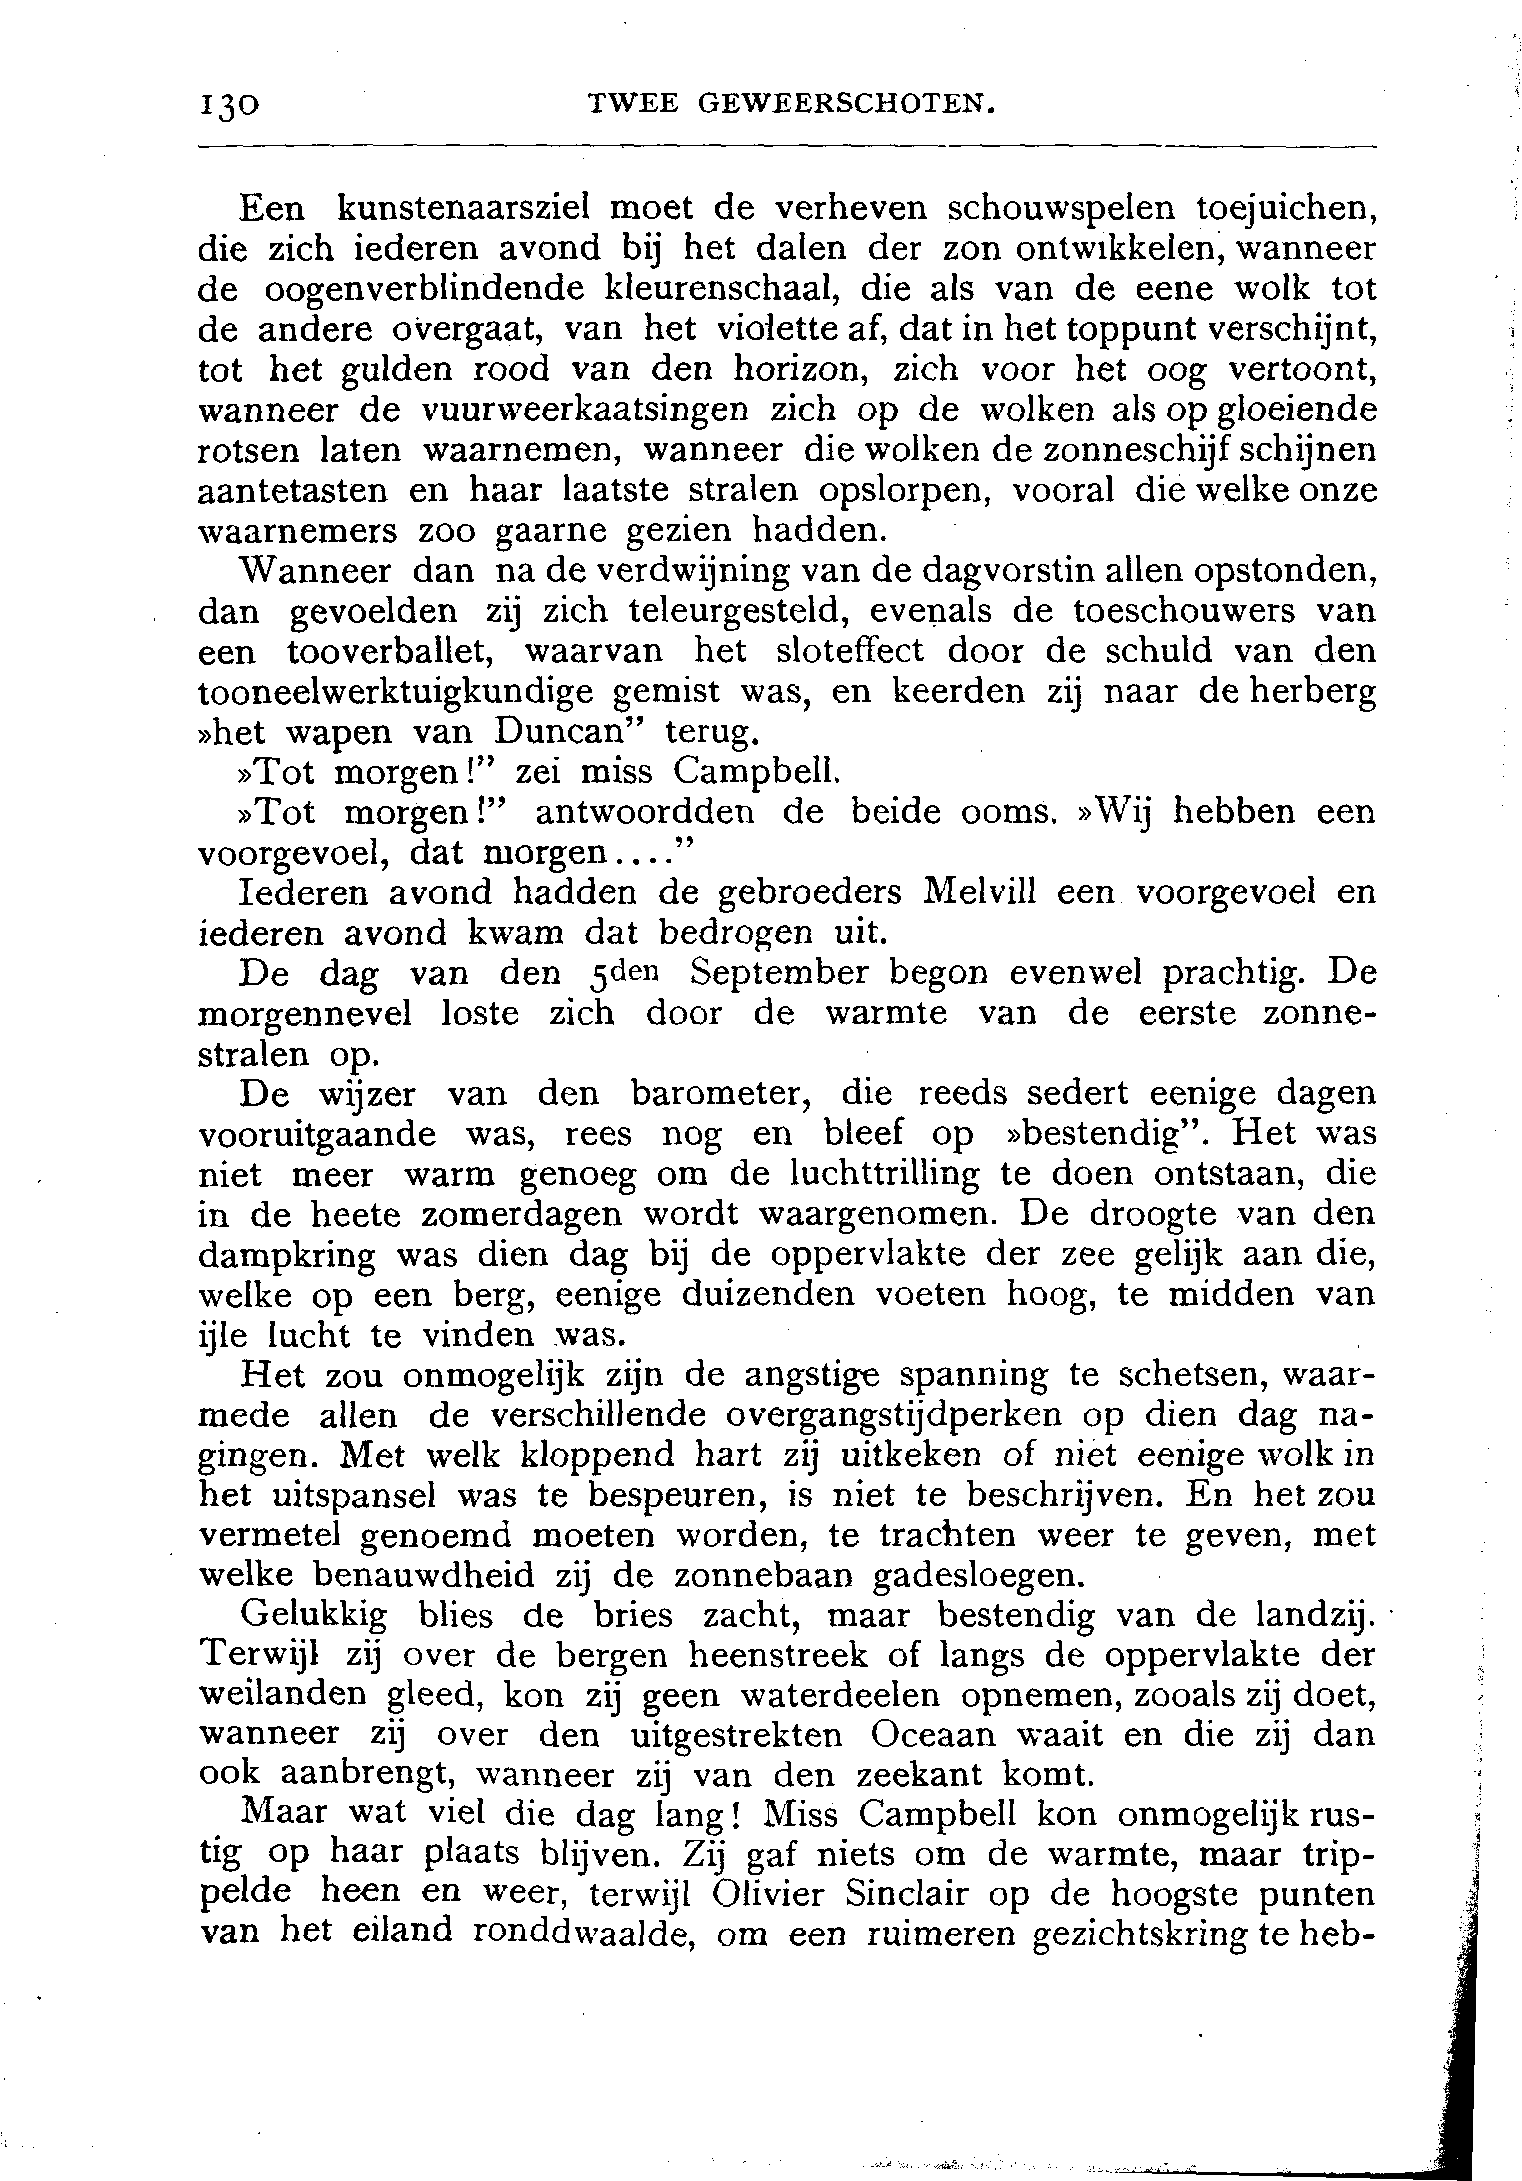 130 TWEE GEWEERSCHOTEN.
Een kunstenaarsziel moet de verheven schouwspelen toejuichen,
die zich iederen avond bij het dalen der zon ontwikkelen, wanneer
de oogenverblindende kleurenschaal, die als van de eene wolk tot
de andere overgaat, van het violette af, dat in het toppunt verschijnt,
tot het gulden rood van den horizon, zich voor het oog vertoont,
wanneer de vuurweerkaatsingen zich op de wolken als op gloeiende
rotsen laten waarnemen, wanneer die wolken de zonneschijf schijnen
aantetasten en haar laatste stralen opslorpen, vooral die welke onze
waarnemers zoo gaarne gezien hadden.
Wanneer dan na de verdwijning van de dagvorstin allen opstonden,
dan gevoelden zij zich teleurgesteld, evenals de toeschouwers van
een tooverballet, waarvan het sloteffect door de schuld van den
tooneelwerktuigkundige gemist was, en keerden zij naar de herberg
»het wapen van Duncan” terug.
»Tot morgen!” zei miss Campbell.
»Tot morgen!” antwoordden de beide ooms. »Wij hebben een
voorgevoel, dat morgen....”
Iederen avond hadden de gebroeders Melvill een voorgevoel en
iederen avond kwam dat bedrogen uit.
De dag van den 5den September begon evenwel prachtig. De
morgennevel loste zich door de warmte van de eerste zonne-
stralen op.
De wijzer van den barometer, die reeds sedert eenige dagen
vooruitgaande was, rees nog en bleef op »bestendig”. Het was
niet meer warm genoeg om de luchttrilling te doen ontstaan, die
in de heete zomerdagen wordt waargenomen. De droogte van den
dampkring was dien dag bij de oppervlakte der zee gelijk aan die,
welke op een berg, eenige duizenden voeten hoog, te midden van
ijle lucht te vinden was.
Het zou onmogelijk zijn de angstige spanning te schetsen, waar-
mede allen de verschillende overgangstijdperken op dien dag na-
gingen. Met welk kloppend hart zij uitkeken of niet eenige wolk in
het uitspansel was te bespeuren, is niet te beschrijven. En het zou
vermetel genoemd moeten worden, te trachten weer te geven, met
welke benauwdheid zij de zonnebaan gadesloegen.
Gelukkig blies de bries zacht, maar bestendig van de landzij.
Terwijl zij over de bergen heenstreek of langs de oppervlakte der
weilanden gleed, kon zij geen waterdeelen opnemen, zooals zij doet,
wanneer zij over den uitgestrekten Oceaan waait en die zij dan
ook aanbrengt, wanneer zij van den zeekant komt.
Maar wat viel die dag lang! Miss Campbell kon onmogelijk rus-
tig op haar plaats blijven. Zij gaf niets om de warmte, maar trip-
pelde heen en weer, terwijl Olivier Sinclair op de hoogste punten
van het eiland ronddwaalde, om een ruimeren gezichtskring te heb-